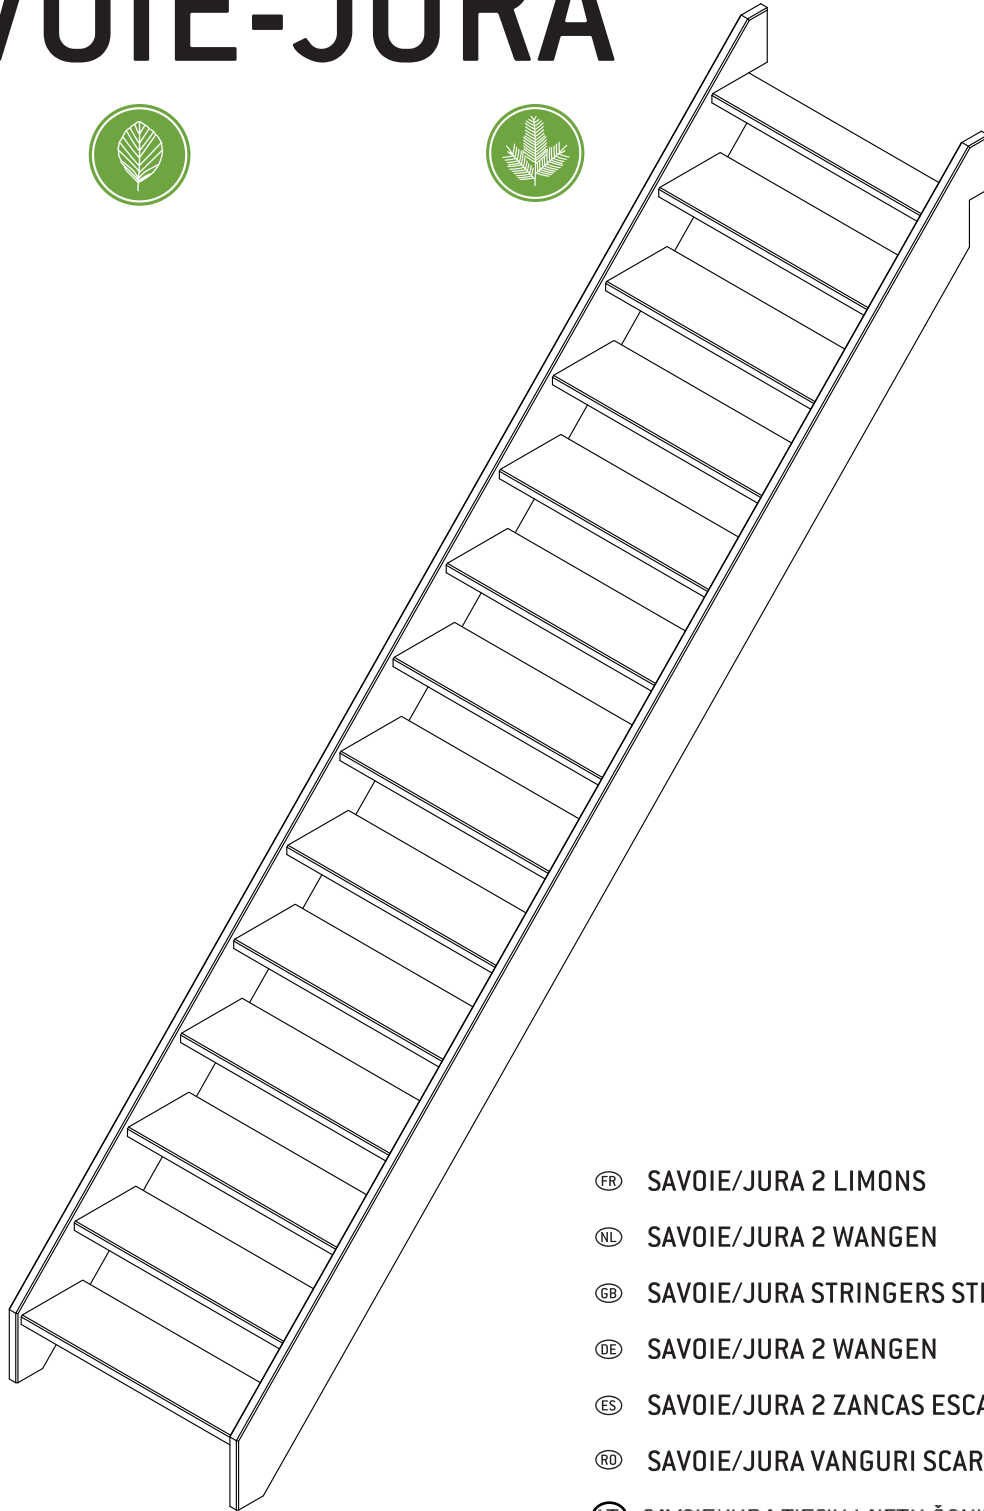 VOIE-JURA
FR SAVOIE/JURA 2 LIMONS
NL SAVOIE/JURA 2 WANGEN
GB SAVOIE/JURA STRINGERS
DE SAVOIE/JURA 2 WANGEN
ES SAVOIE/JURA 2 ZANCAS
RO SAVOIE/JURA VANGURI